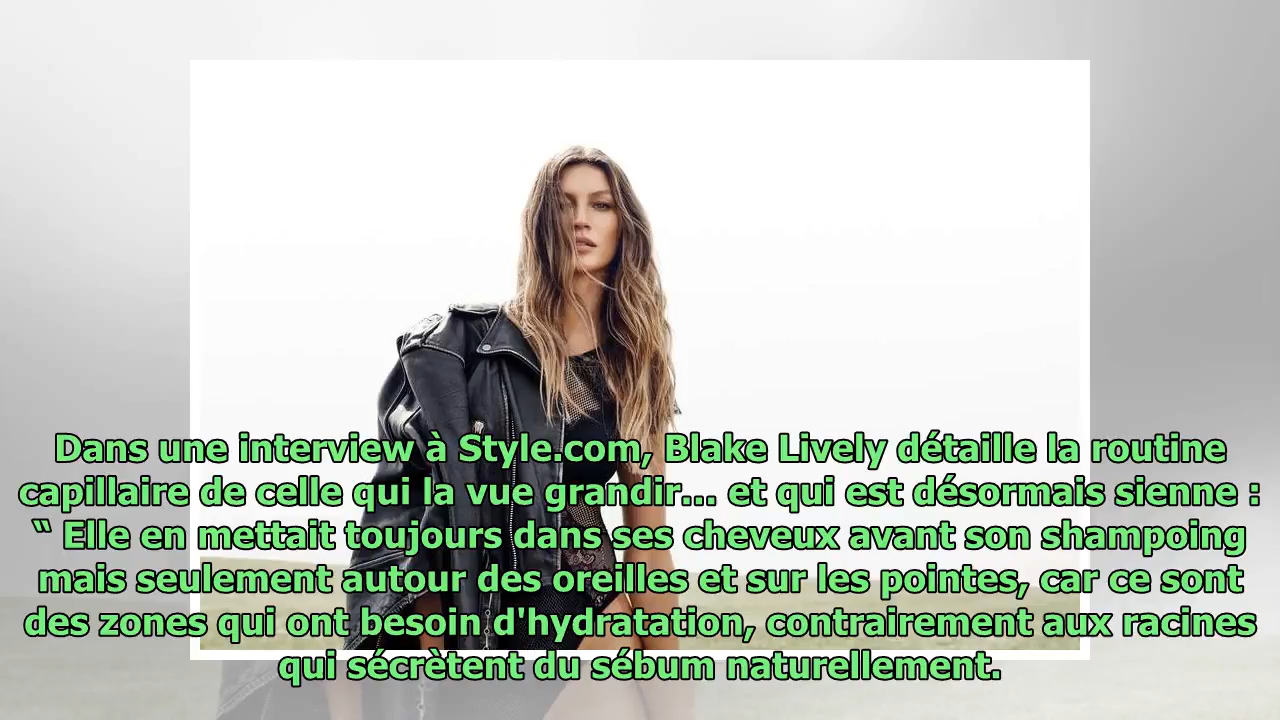 Dans une interview à Style.com, Blake Lively détaille la routine
capillaire de celle qui la vue grandir... et qui est désormais sienne :
“ Elle en mettait toujours dans ses cheveux avant son shampoing
mais seulement autour des oreilles et sur les pointes, car ce sont
des zones qui ont besoin d'hydratation, contrairement aux racines
qui sécrètent du sébum naturellement.